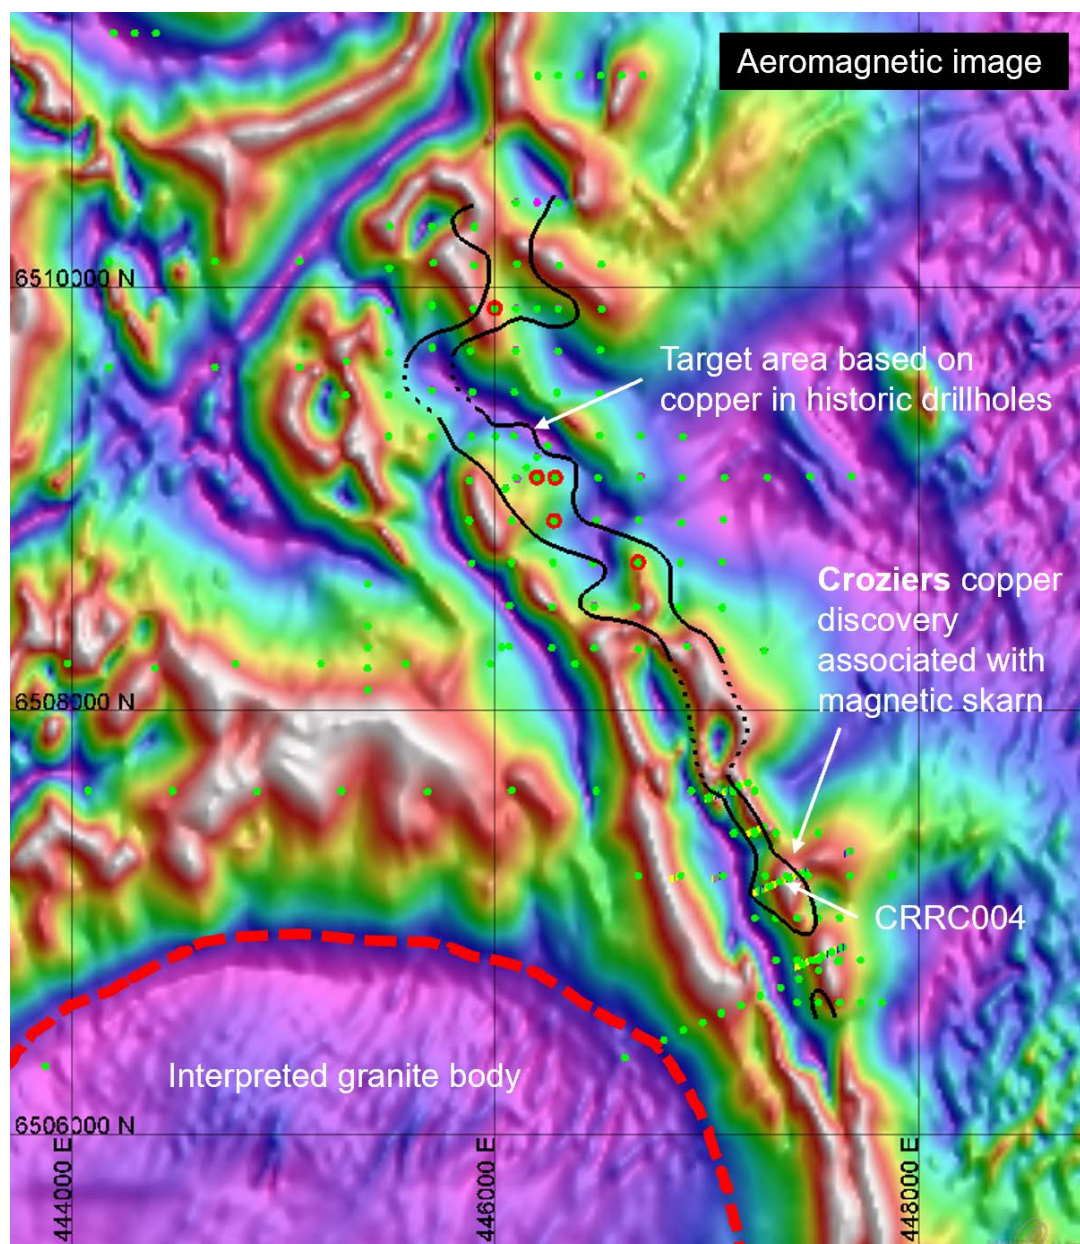 Aeromagnetic image
6510000 N
Target area based on
copper in historic drillholes
Croziers copper
discovery
associated with
magnetic skarn
6508000 N
CRRC004
Interpreted granite body
6506000 N
444000 E
446000 E
448000 E